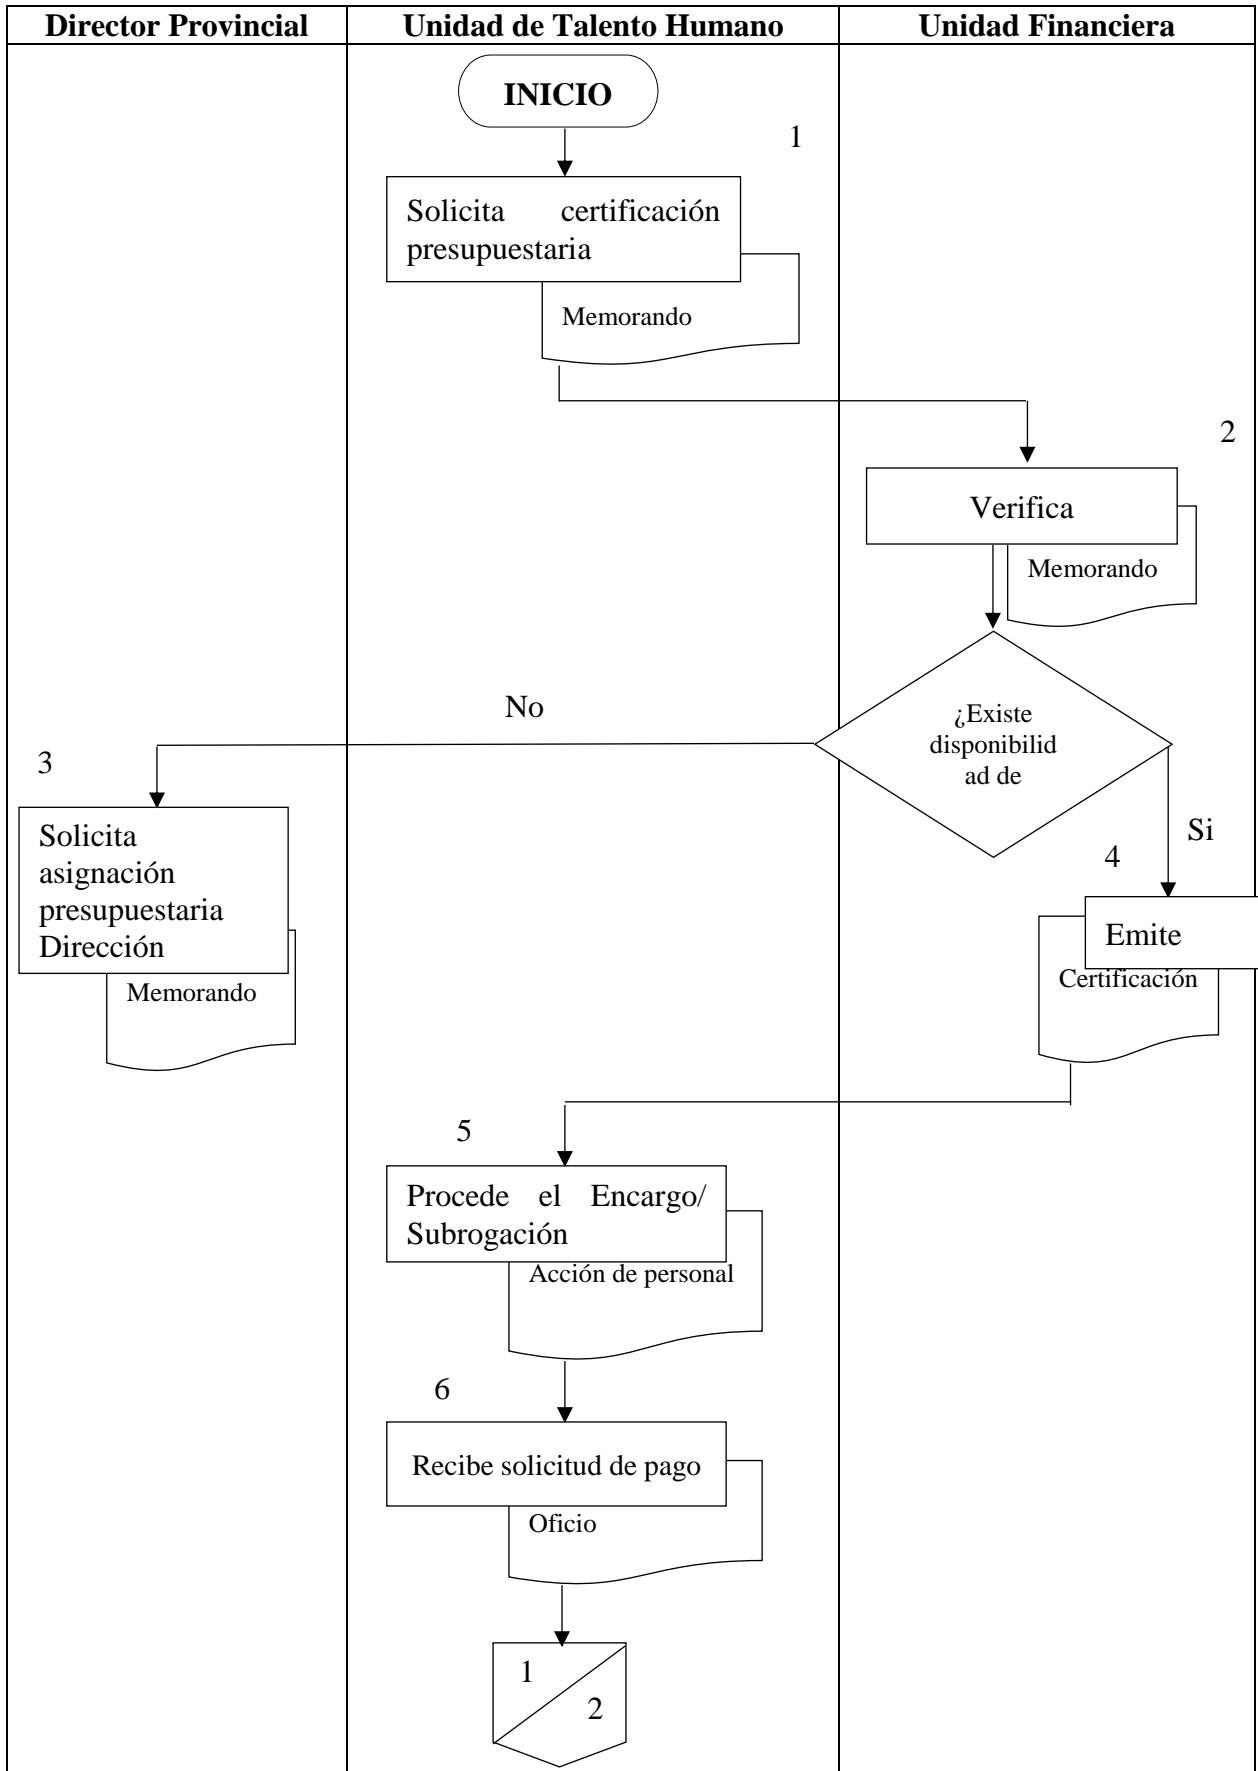 Director Provincial
Unidad de Talento Humano
Unidad Financiera
INICIO
1
Solicita certificación
presupuestaria
Memorando
2
Verifica
Memorando
¿Existe
disponibilid
ad de
No
Si
3
Solicita
asignación
presupuestaria
Dirección
Memorando
4
Emite
Certificación
5
Procede el Encargo/
Subrogación
Acción de personal
6
Recibe solicitud de pago
Oficio
1
2